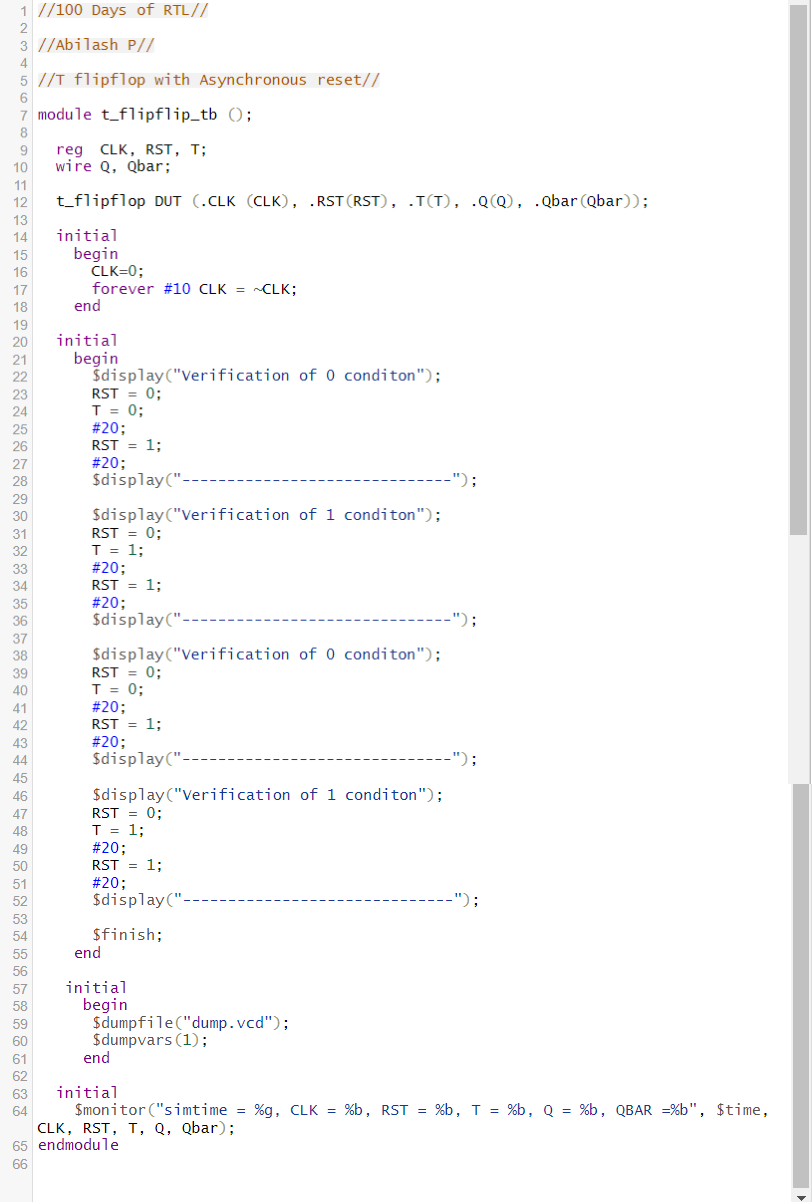 1 //100 Days of RTL//
2
3 //Abilash P//
4
5 //T flipflop with Asynchronous reset//
6
7 module t_flipflip_tb ();
8
9   reg  CLK, RST, T;
10   wire Q, Qbar;
11
12   t_flipflop DUT (.CLK (CLK), .RST(RST), .T(T), .Q(Q), .Qbar(Qbar));
13
14   initial
15     begin
16       CLK=0;
17       forever #10 CLK = ~CLK;
18     end
19
20   initial
21     begin
22       $display("Verification of 0 conditon");
23       RST = 0;
24       T = 0;
25       #20;
26       RST = 1;
27       #20;
28       $display("------------------------------");
29
30       $display("Verification of 1 conditon");
31       RST = 0;
32       T = 1;
33       #20;
34       RST = 1;
35       #20;
36       $display("------------------------------");
37
38       $display("Verification of 0 conditon");
39       RST = 0;
40       T = 0;
41       #20;
42       RST = 1;
43       #20;
44       $display("------------------------------");
45
46       $display("Verification of 1 conditon");
47       RST = 0;
48       T = 1;
49       #20;
50       RST = 1;
51       #20;
52       $display("------------------------------");
53
54       $finish;
55     end
56
57    initial
58      begin
59       $dumpfile("dump.vcd");
60       $dumpvars(1);
61      end
62
63   initial
64     $monitor("simtime = %g, CLK = %b, RST = %b, T = %b, Q = %b, QBAR =%b", $time,
CLK, RST, T, Q, Qbar);
65 endmodule
66